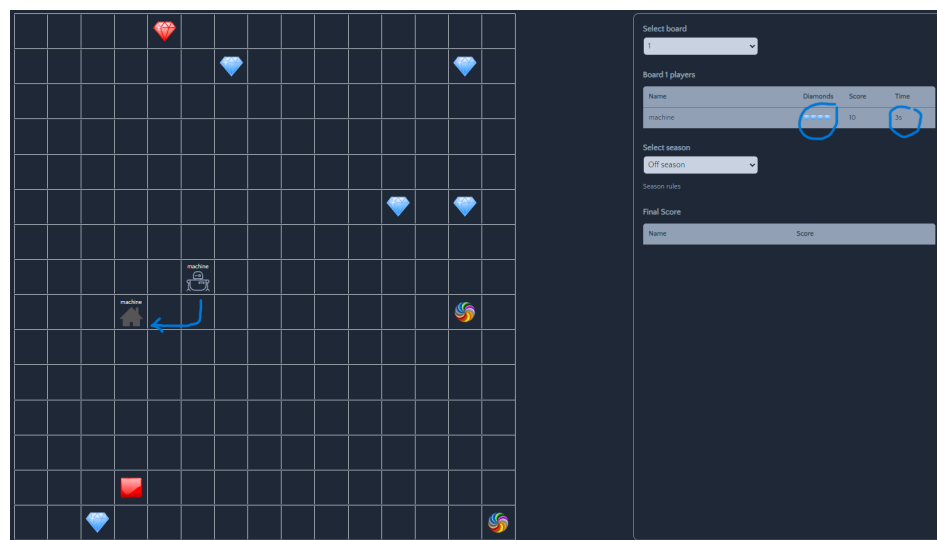 Select board
1
Board 1 players
Name Diamonds Score Time
machine 10 3s
Select season
Off season
Season rules
Final Score
Name Score
machine
machine